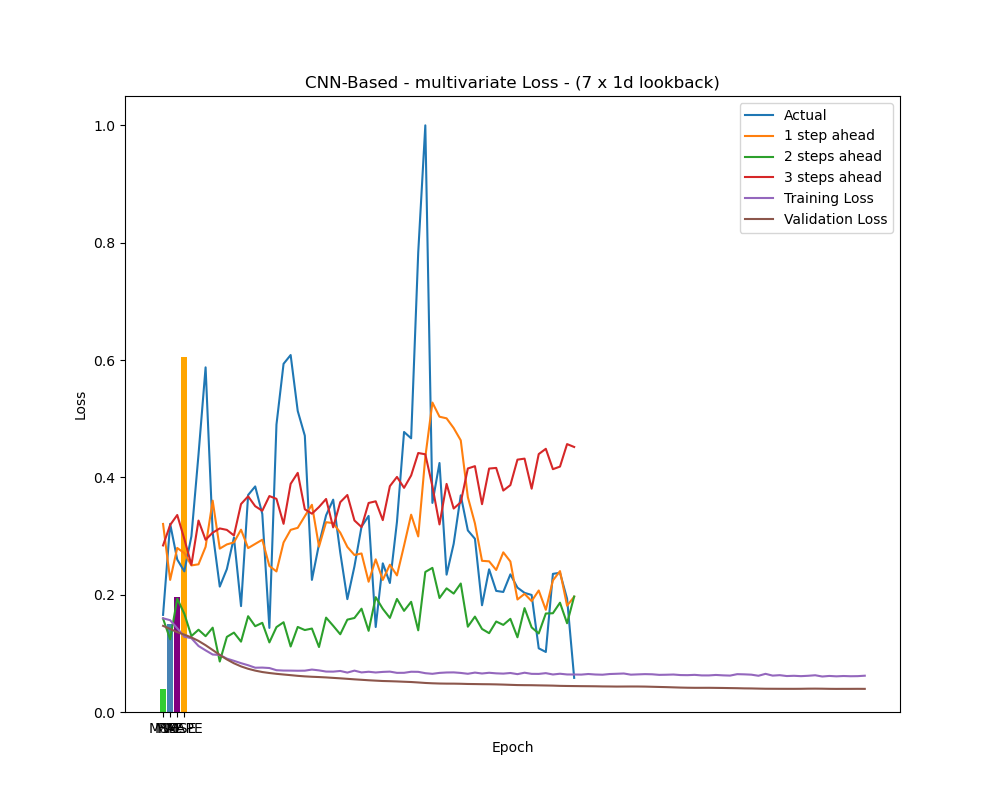 CNN-Based - multivariate Loss - (7 x 1d lookback)
1.0
0.8
0.6
0.4
0.2
0.0
Loss
Actual
1 step ahead
2 steps ahead
3 steps ahead
Training Loss
Validation Loss
Epoch